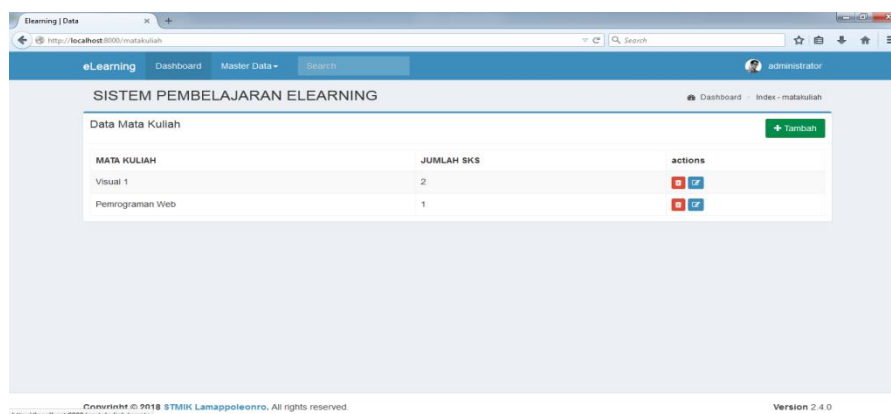 Elearning | Data
http://localhost:8000/matakuliah
Search
eLearning Dashboard Master Data Search administrator
SISTEM PEMBELAJARAN ELEARNING
Dashboard Index - matakuliah
Data Mata Kuliah
Tambah
MATA KULIAH JUMLAH SKS actions
Visual 1 2
Pemrograman Web 1
Copyright © 2018 STMIK Lamappoleonro. All rights reserved. Version 2.4.0